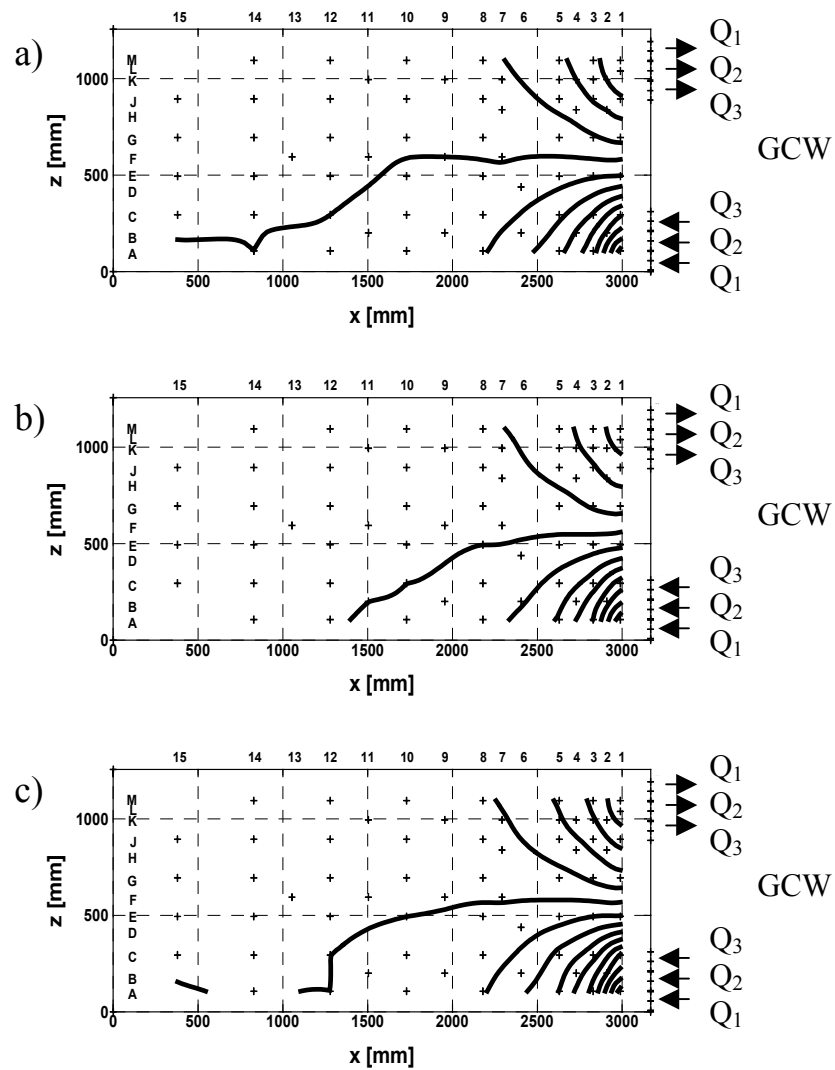 a)
15 14 13 12 11 10 9 8 7 6 5 4 3 2 1
M
L
K
J
H
G
F
E
D
C
B
A
1000
500
0
z [mm]
0 500 1000 1500 2000 2500 3000
x [mm]
Q1
Q2
Q3
GCW
Q3
Q2
Q1
b)
15 14 13 12 11 10 9 8 7 6 5 4 3 2 1
M
L
K
J
H
G
F
E
D
C
B
A
1000
500
0
z [mm]
0 500 1000 1500 2000 2500 3000
x [mm]
Q1
Q2
Q3
GCW
Q3
Q2
Q1
c)
15 14 13 12 11 10 9 8 7 6 5 4 3 2 1
M
L
K
J
H
G
F
E
D
C
B
A
1000
500
0
z [mm]
0 500 1000 1500 2000 2500 3000
x [mm]
Q1
Q2
Q3
GCW
Q3
Q2
Q1